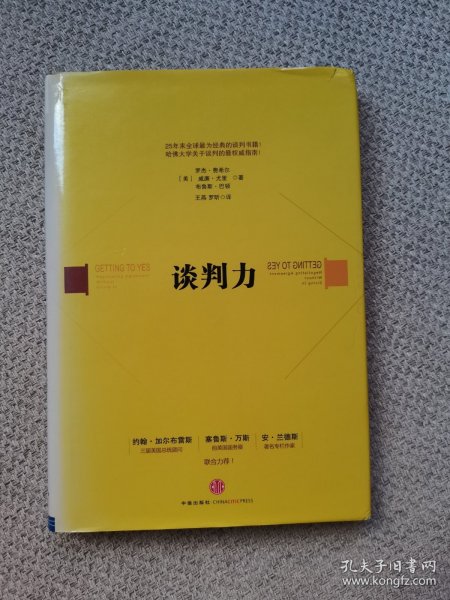 25年来全球最为经典的谈判书籍！
哈佛大学关于谈判的最权威指南！
罗杰·费希尔
［美］ 威廉·尤里 著
布鲁斯·巴顿
王燕 罗昕 译
GETTING TO YES
GETTING TO YES
谈判力
约翰·加尔布雷斯
三届美国总统顾问
塞鲁斯·万斯
前美国国务卿
安·兰德斯
著名专栏作家
联合力荐！
中信出版社·CHINACITICPRESS
孔夫子旧书网
www.kongfz.com